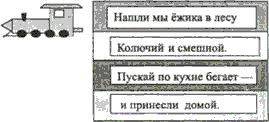 Нашли мы ёжика в лесу
Колючий и смешной.
Пускай по кухне бегает —
и принесли домой.